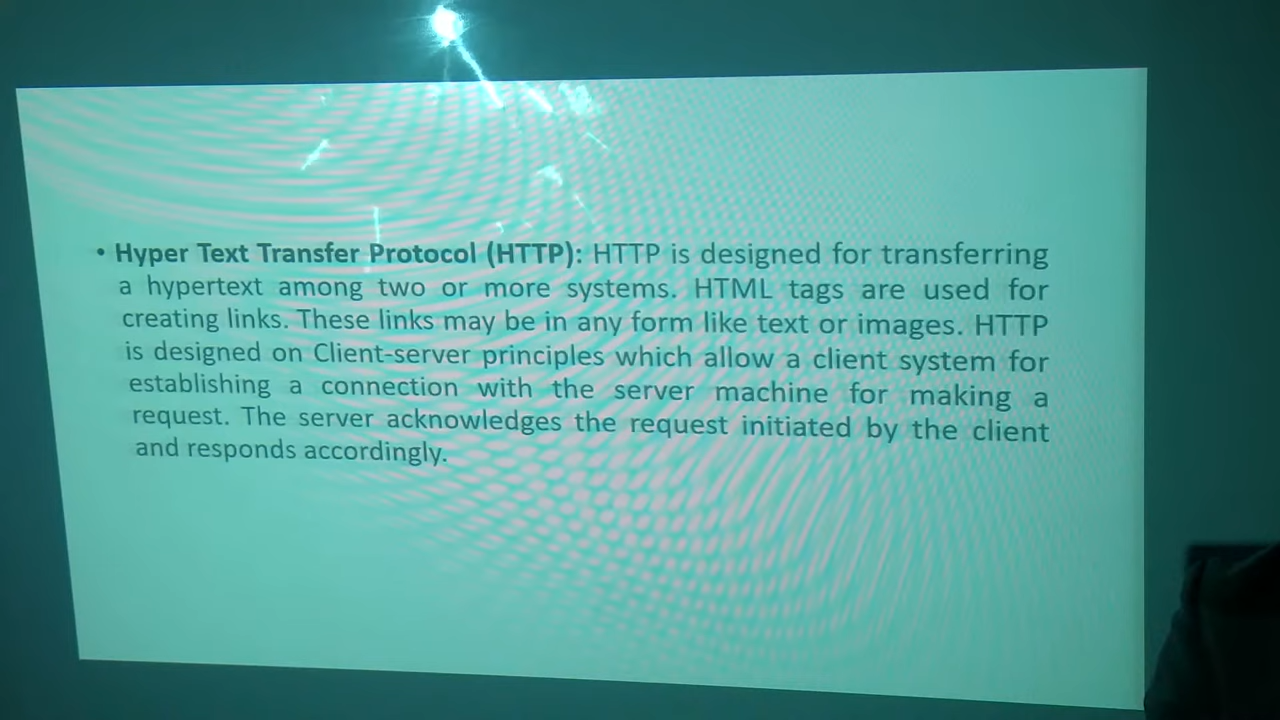 • Hyper Text Transfer Protocol (HTTP): HTTP is designed for transferring
a hypertext among two or more systems. HTML tags are used for
creating links. These links may be in any form like text or images. HTTP
is designed on Client-server principles which allow a client system for
establishing a connection with the server machine for making a
request. The server acknowledges the request initiated by the client
and responds accordingly.